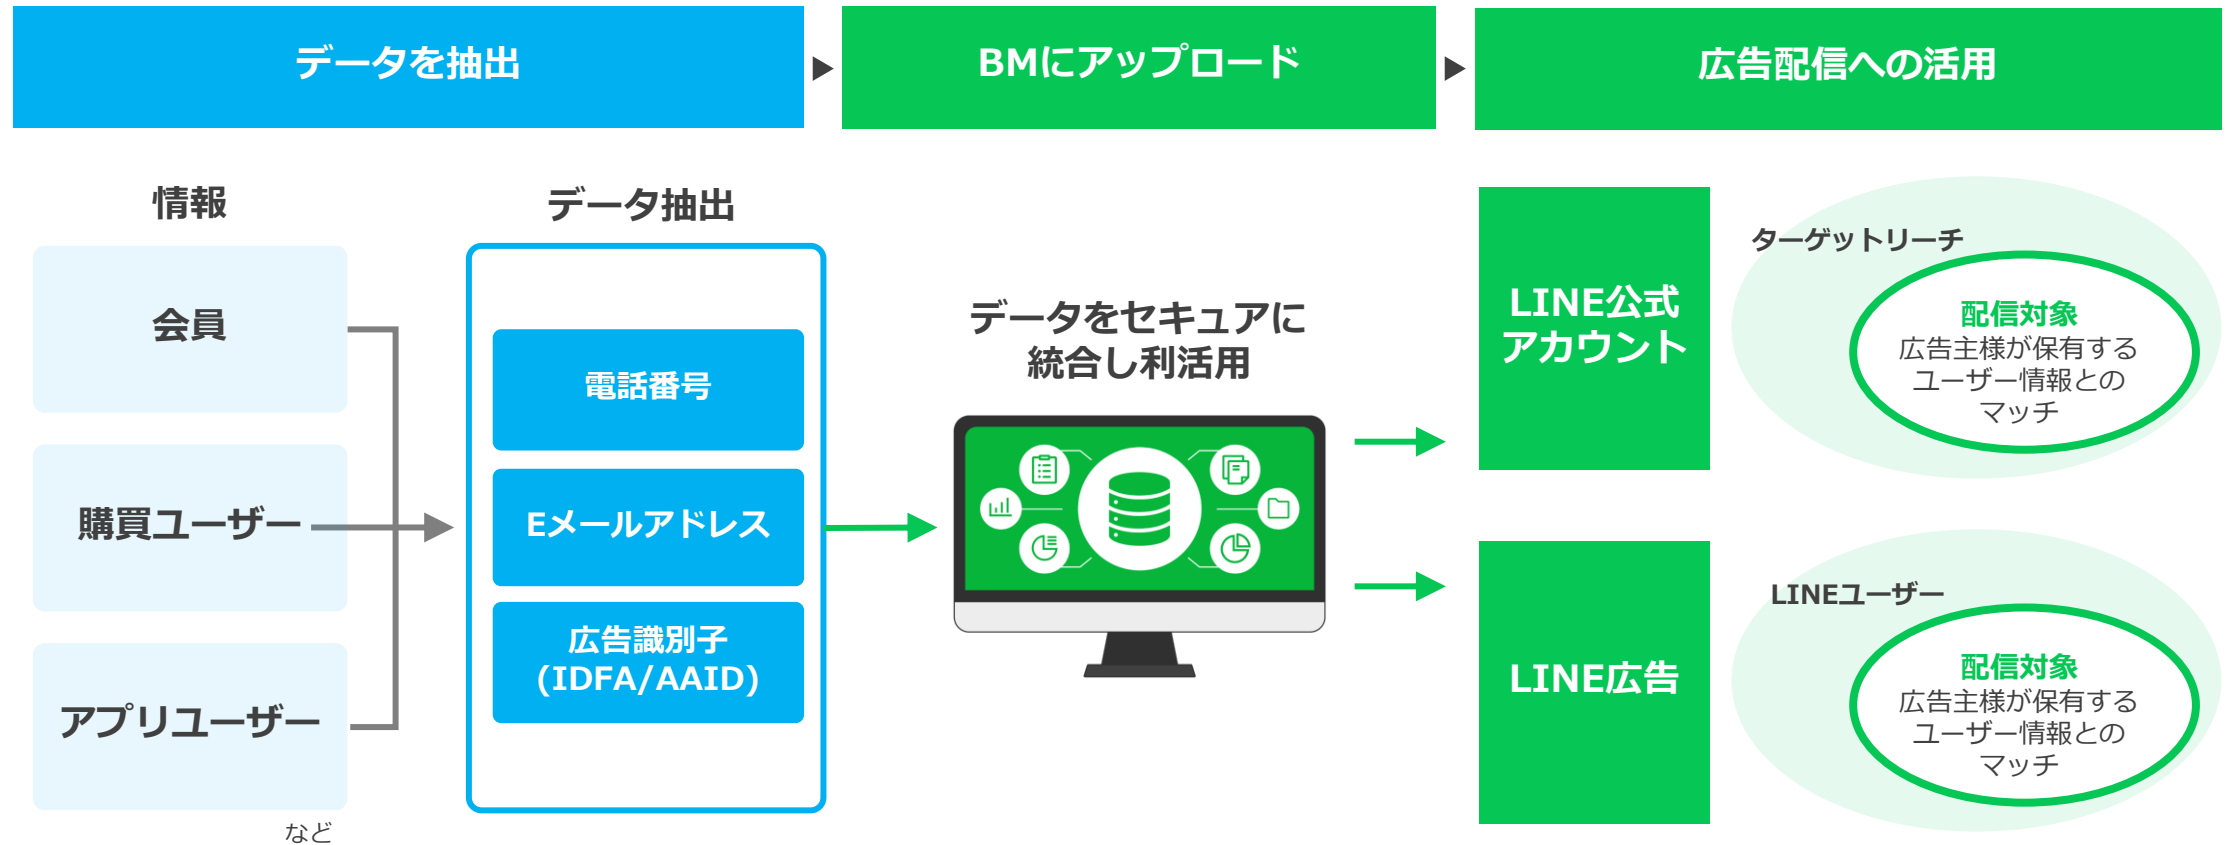 データを抽出
BMにアップロード
広告配信への活用
情報
会員
購買ユーザー
アプリユーザー
など
データ抽出
電話番号
Eメールアドレス
広告識別子
(IDFA/AAID)
データをセキュアに
統合し利活用
LINE公式
アカウント
ターゲットリーチ
配信対象
広告主様が保有する
ユーザー情報との
マッチ
LINE広告
LINEユーザー
配信対象
広告主様が保有する
ユーザー情報との
マッチ